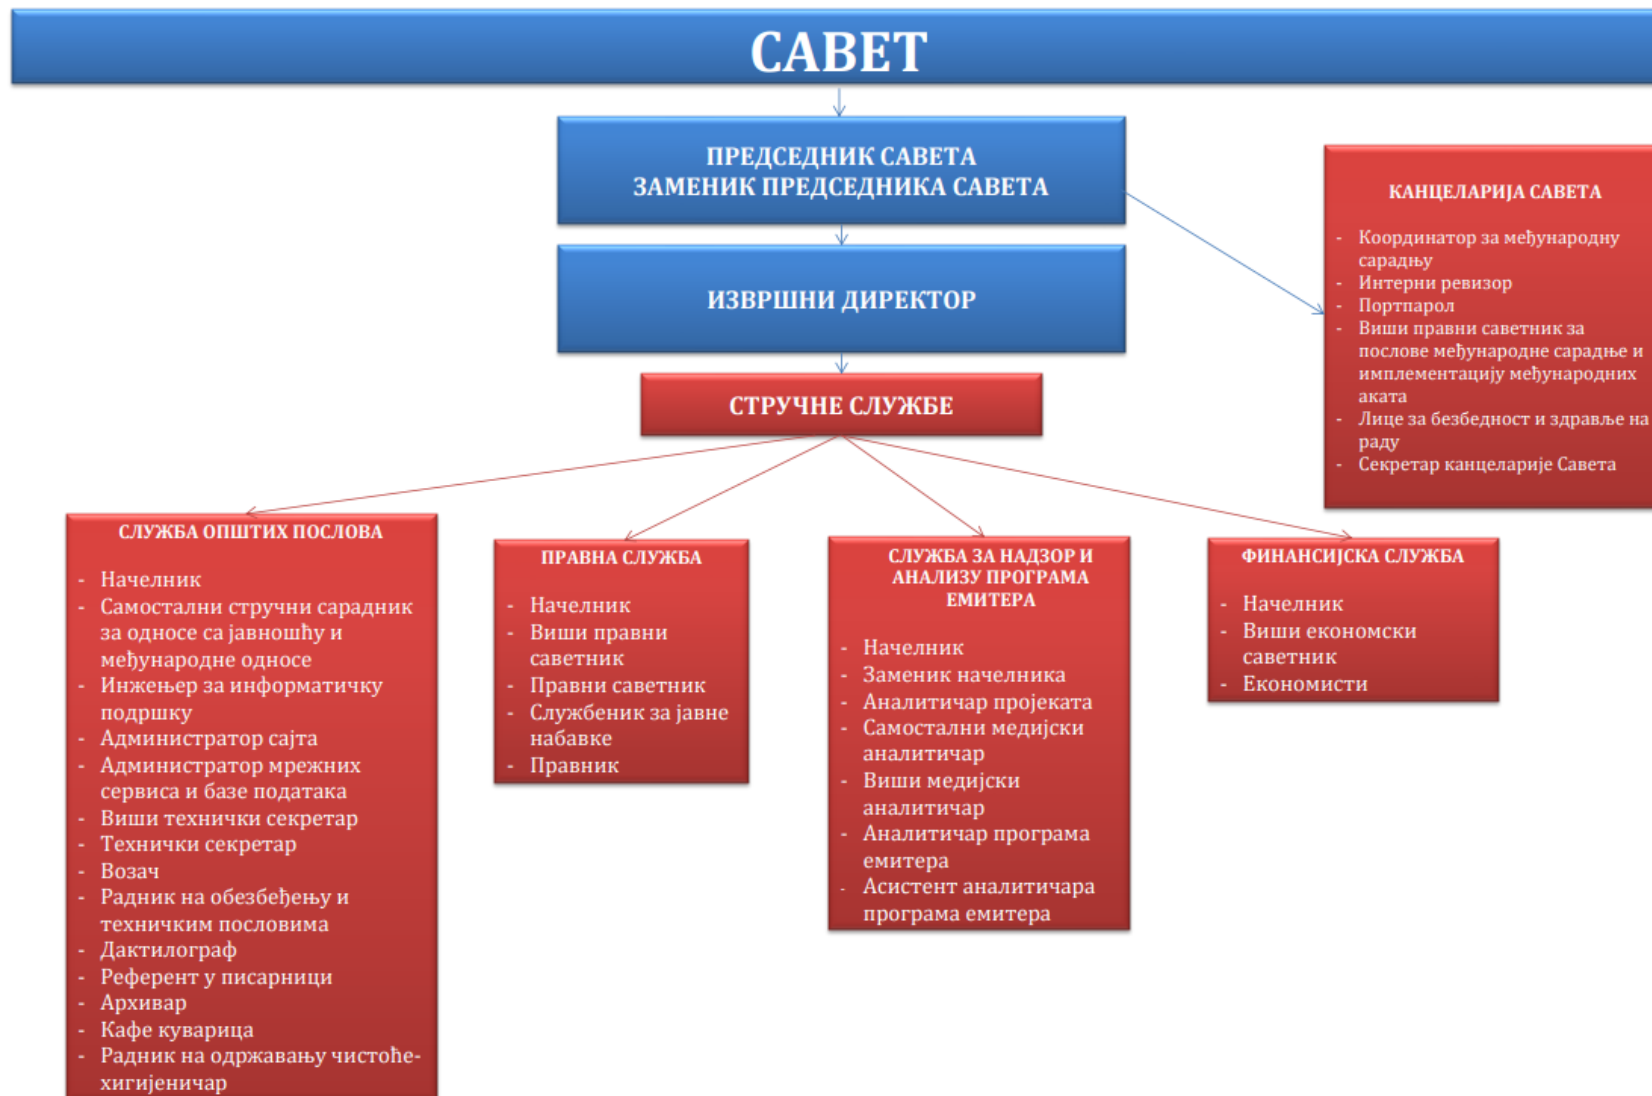 САВЕТ
ПРЕДСЕДНИК САВЕТА
ЗАМЕНИК ПРЕДСЕДНИКА САВЕТА
ИЗВРШНИ ДИРЕКТОР
СТРУЧНЕ СЛУЖБЕ
КАНЦЕЛАРИЈА САВЕТА
- Координатор за међународну
сарадњу
- Интерни ревизор
- Портпарол
- Виши правни саветник за
послове међународне сарадње и
имплементацију међународних
аката
- Лице за безбедност и здравље на
раду
- Секретар канцеларије Савета
СЛУЖБА ОПШТИХ ПОСЛОВА
- Начелник
- Самостални стручни сарадник
за односе са јавношћу и
међународне односе
- Инжењер за информатичку
подршку
- Администратор сајта
- Администратор мрежних
сервиса и базе података
- Виши технички секретар
- Технички секретар
- Возач
- Радник на обезбеђењу и
техничким пословима
- Дактилограф
- Референт у писарници
- Архивар
- Кафе куварица
- Радник на одржавању чистоће-
хигијеничар
ПРАВНА СЛУЖБА
- Начелник
- Виши правни
саветник
- Правни саветник
- Службеник за јавне
набавке
- Правник
СЛУЖБА ЗА НАДЗОР И
АНАЛИЗУ ПРОГРАМА
ЕМИТЕРА
- Начелник
- Заменик начелника
- Аналитичар пројеката
- Самостални медијски
аналитичар
- Виши медијски
аналитичар
- Аналитичар програма
емитера
- Асистент аналитичара
програма емитера
ФИНАНСИЈСКА СЛУЖБА
- Начелник
- Виши економски
саветник
- Економисти